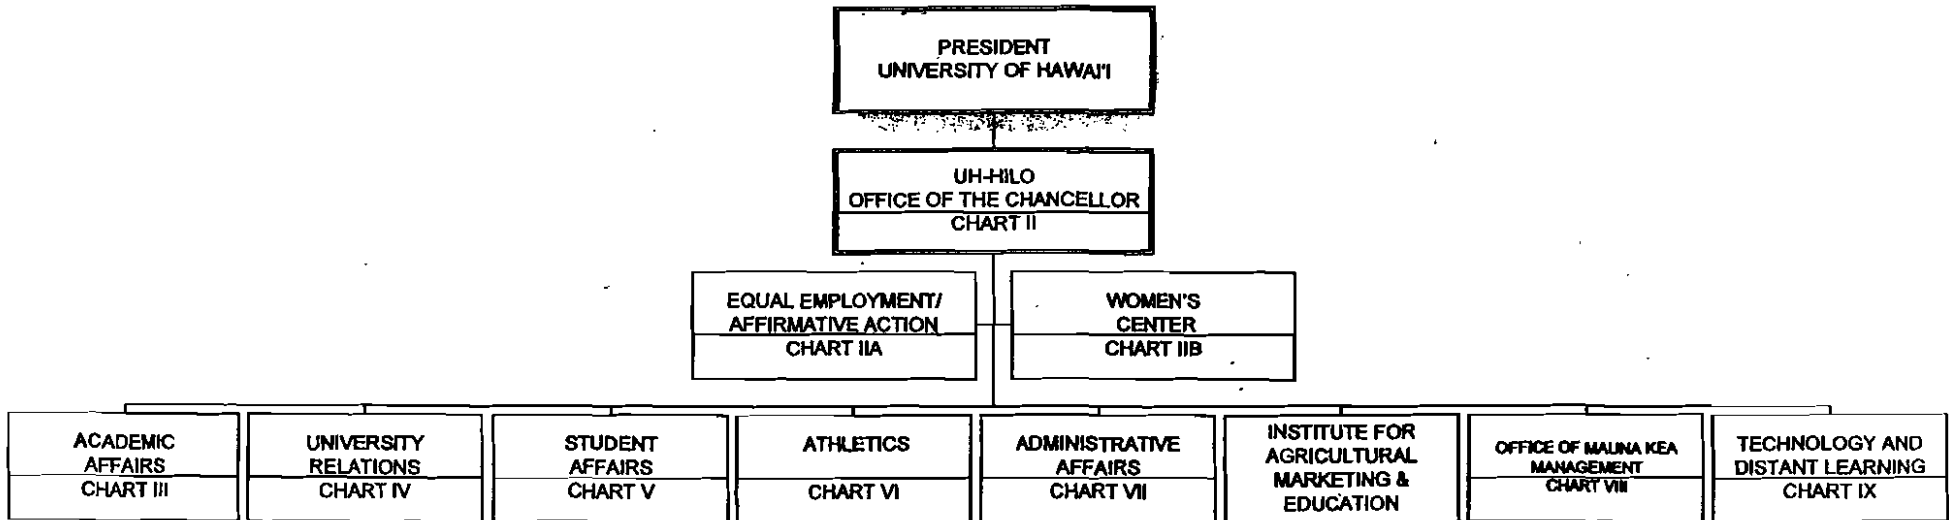 PRESIDENT
UNIVERSITY OF HAWAI'I
UH-HILO
OFFICE OF THE CHANCELLOR
CHART II
EQUAL EMPLOYMENT/
AFFIRMATIVE ACTION
CHART IIA
WOMEN'S
CENTER
CHART IIB
ACADEMIC
AFFAIRS
CHART III
UNIVERSITY
RELATIONS
CHART IV
STUDENT
AFFAIRS
CHART V
ATHLETICS
CHART VI
ADMINISTRATIVE
AFFAIRS
CHART VII
INSTITUTE FOR
AGRICULTURAL
MARKETING &
EDUCATION
OFFICE OF MAUNA KEA
MANAGEMENT
CHART VIII
TECHNOLOGY AND
DISTANT LEARNING
CHART IX